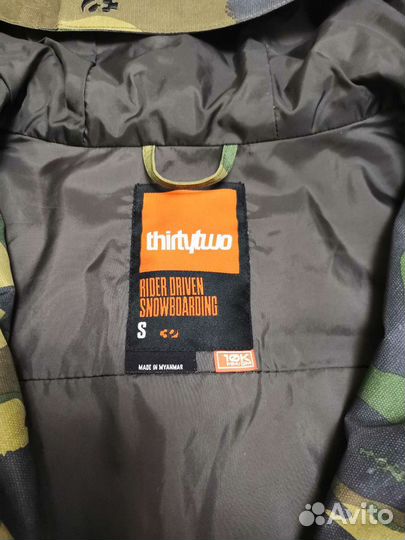 thirtytwo
RIDER DRIVEN
SNOWBOARDING
S
MADE IN MYANMAR
10K
Avito